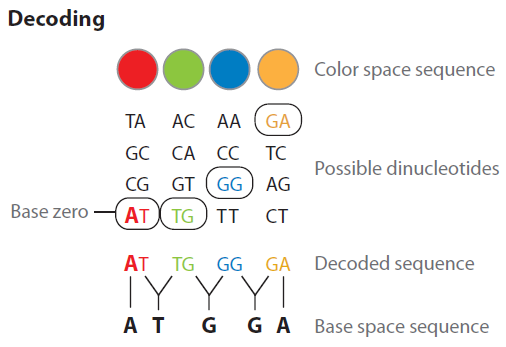 Decoding
Color space sequence
TA AC AA GA
GC CA CC TC
Possible dinucleotides
CG GT GG AG
Base zero AT TG TT CT
AT TG GG GA Decoded sequence
A T G G A Base space sequence